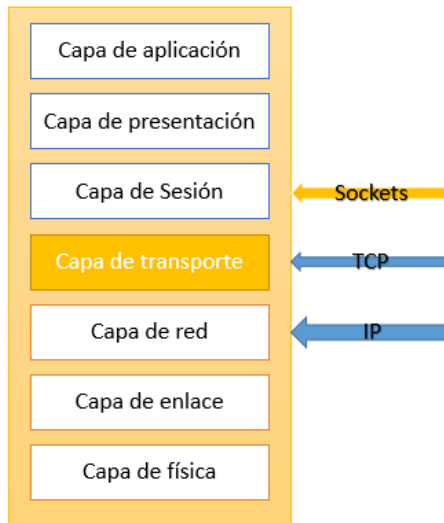 Capa de aplicación
Capa de presentación
Capa de Sesión
Sockets
Capa de transporte
TCP
Capa de red
IP
Capa de enlace
Capa de física